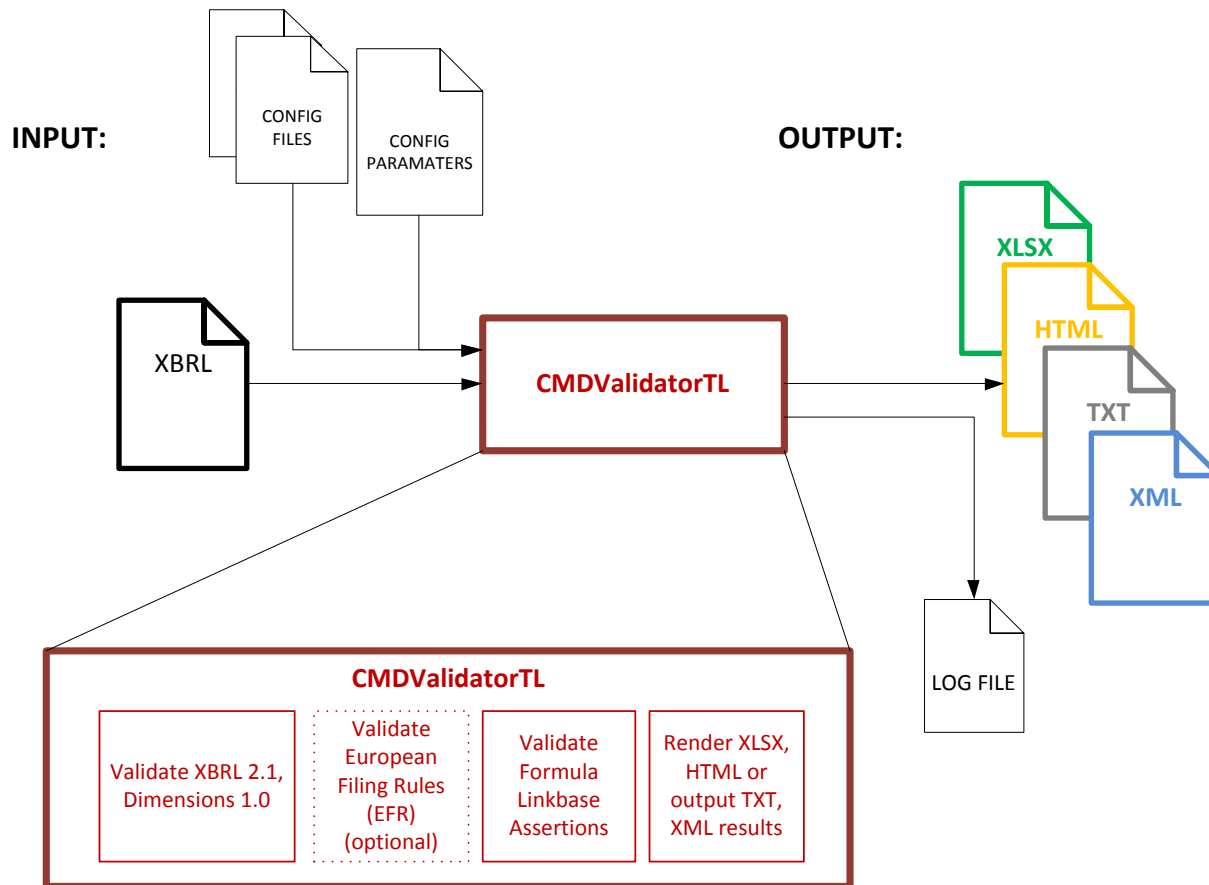 INPUT:
CONFIG
FILES
CONFIG
PARAMATERS
OUTPUT:
XBRL
CMDValidatorTL
XLSX
HTML
TXT
XML
LOG FILE
CMDValidatorTL
Validate XBRL 2.1,
Dimensions 1.0
Validate
European
Filing Rules
(EFR)
(optional)
Validate
Formula
Linkbase
Assertions
Render XLSX,
HTML or
output TXT,
XML results